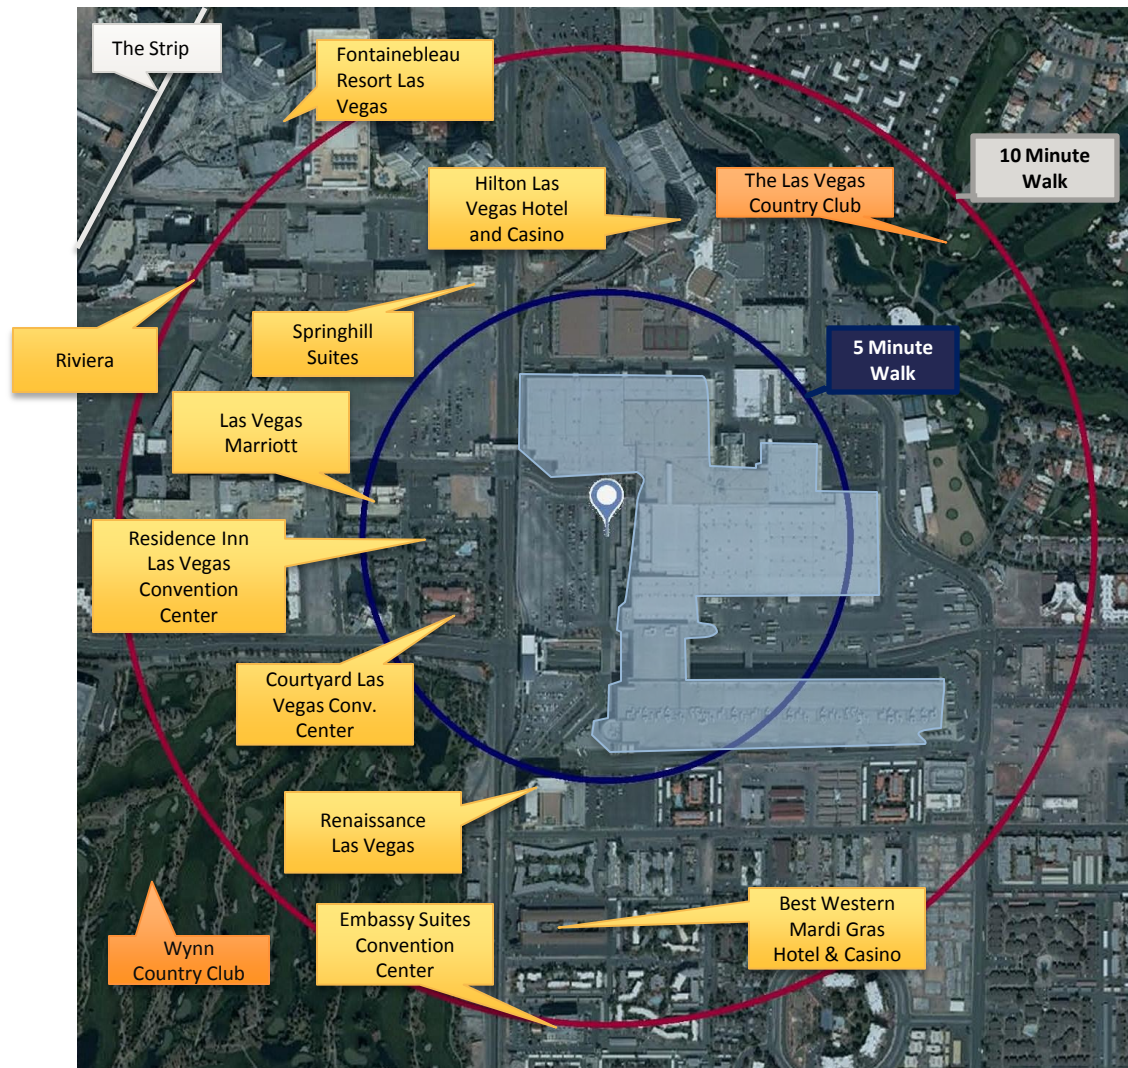 The Strip
Fontainebleau
Resort Las
Vegas
10 Minute
Walk
Hilton Las
Vegas Hotel
and Casino
The Las Vegas
Country Club
Riviera
Springhill
Suites
5 Minute
Walk
Las Vegas
Marriott
Residence Inn
Las Vegas
Convention
Center
Courtyard Las
Vegas Conv.
Center
Renaissance
Las Vegas
Wynn
Country Club
Embassy Suites
Convention
Center
Best Western
Mardi Gras
Hotel & Casino